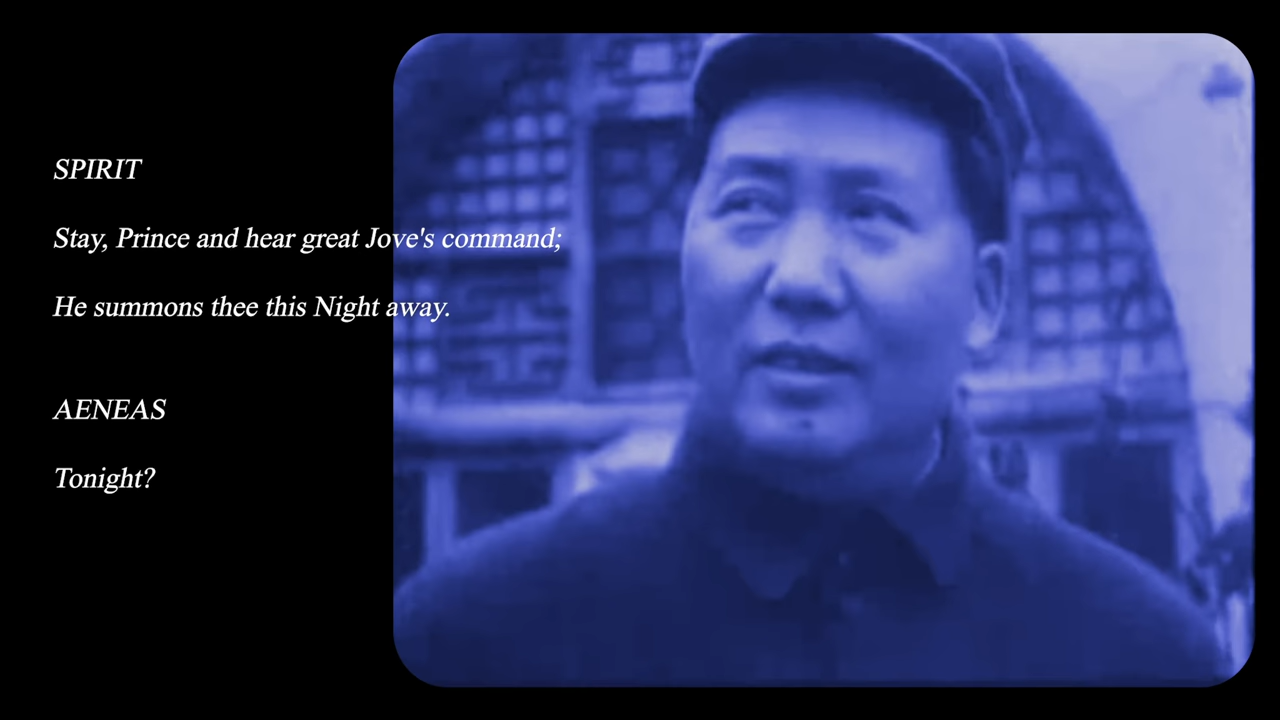 SPIRIT
Stay, Prince and hear great Jove's command;
He summons thee this Night away.
AENEAS
Tonight?